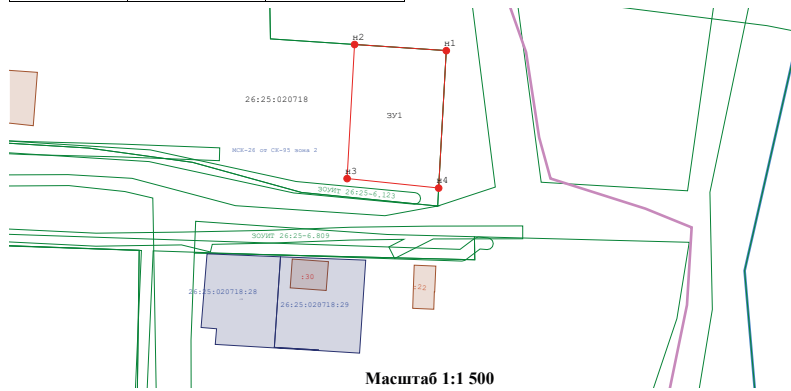 н2
н1
26:25:020718
ЗУ1
МСК-26 от СК-95 зона 2
н3
н4
ЗОУИТ 26:25-6.123
ЗОУИТ 26:25-6.809
:30
26:25:020718:28
:22
26:25:020718:29
Масштаб 1:1 500